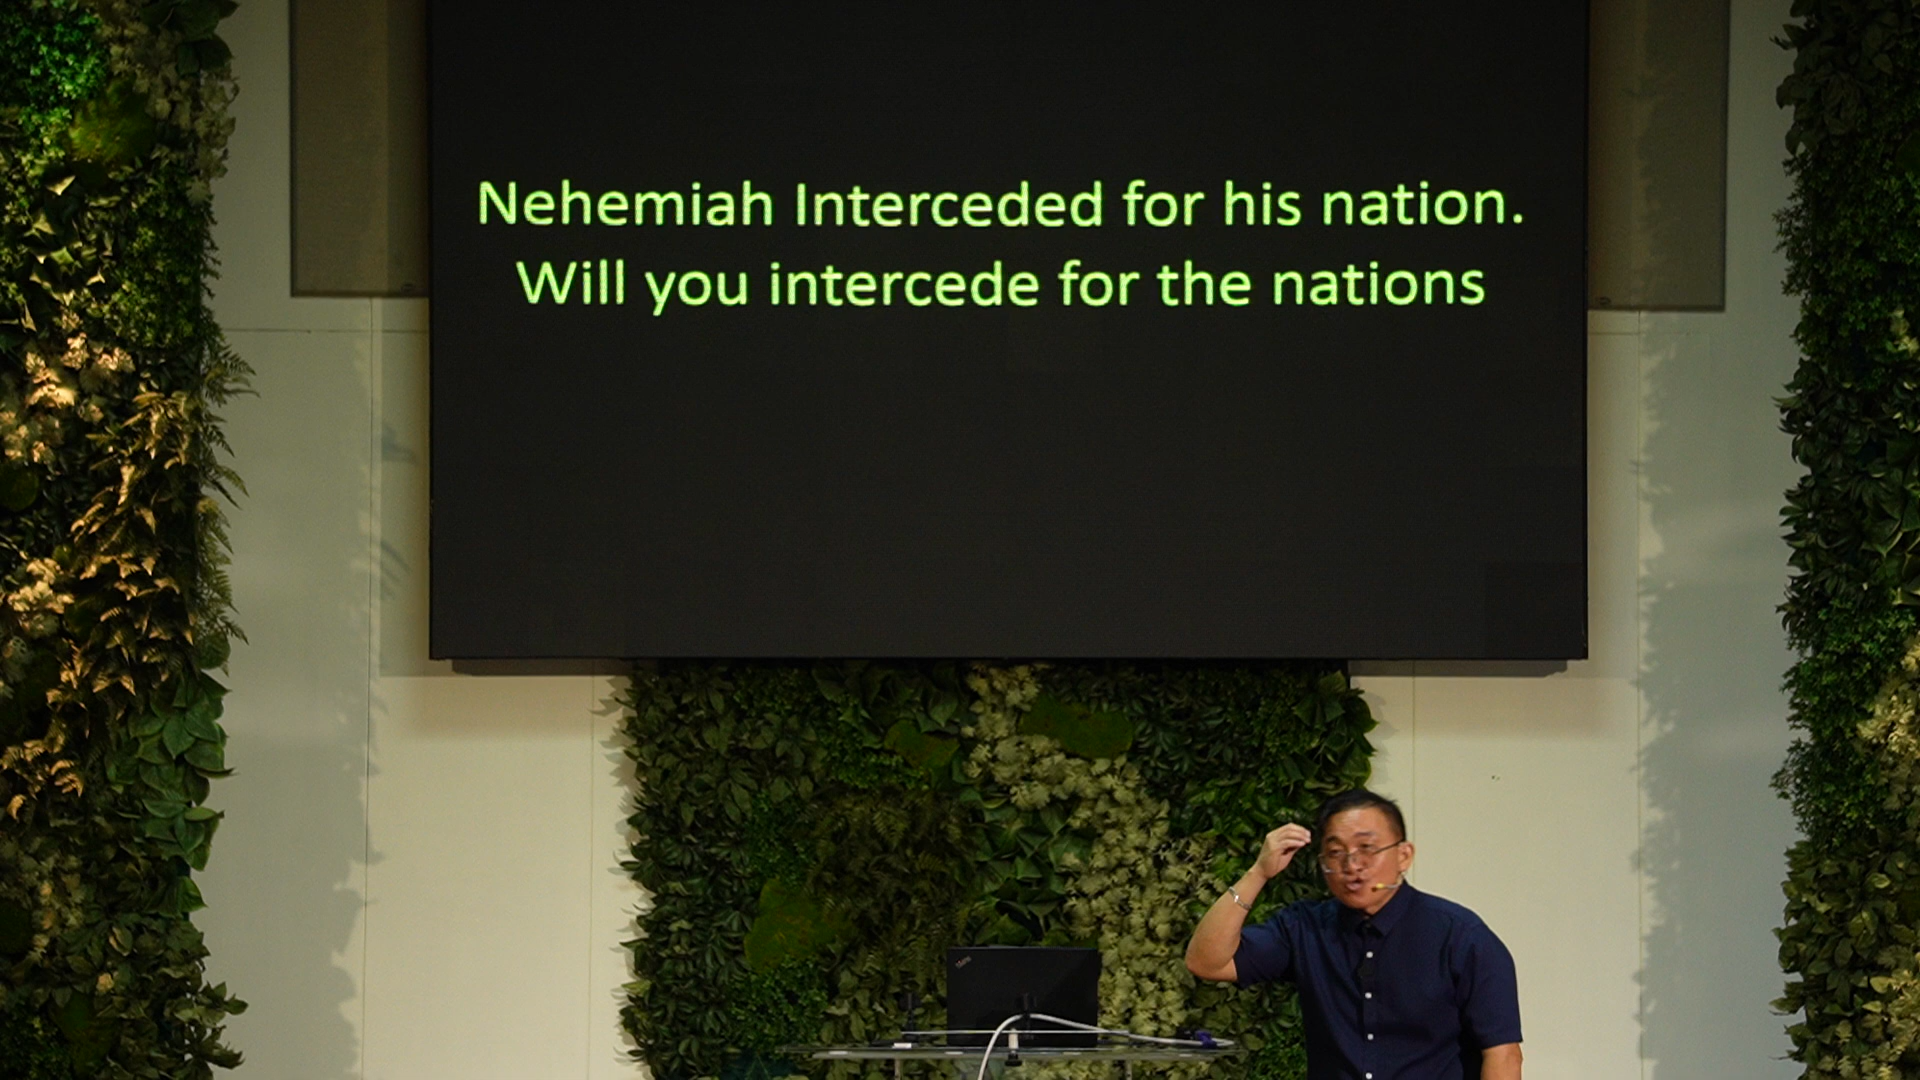 Nehemiah Interceded for his nation.
Will you intercede for the nations